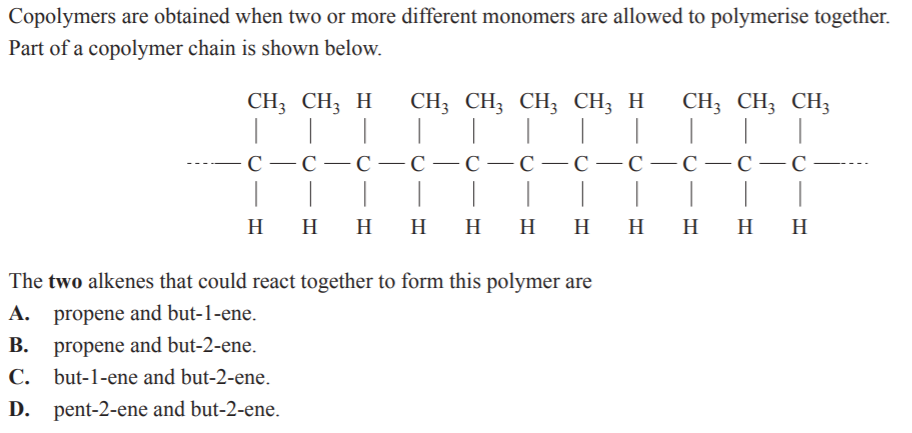 Copolymers are obtained when two or more different monomers are allowed to polymerise together.
Part of a copolymer chain is shown below.
CH₃ CH₃ H CH₃ CH₃ CH₃ CH₃ H CH₃ CH₃ CH₃
C — C — C — C — C — C — C — C — C — C — C
H H H H H H H H H H H
The two alkenes that could react together to form this polymer are
A. propene and but-1-ene.
B. propene and but-2-ene.
C. but-1-ene and but-2-ene.
D. pent-2-ene and but-2-ene.